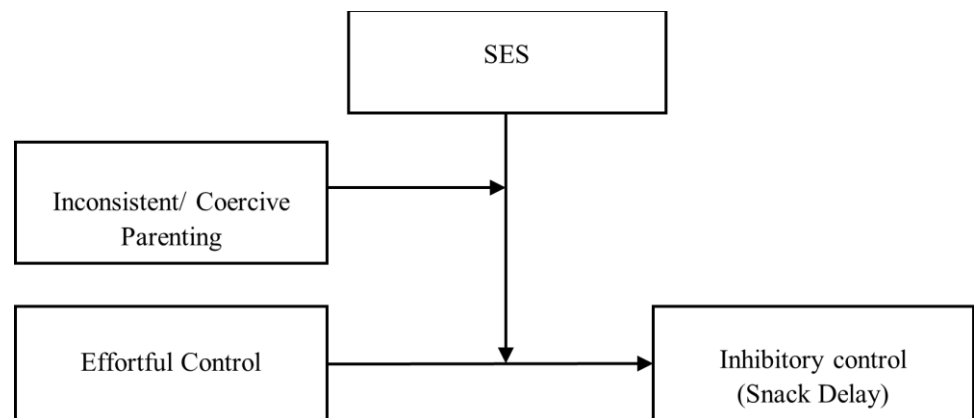 SES
Inconsistent/ Coercive
Parenting
Effortful Control
Inhibitory control
(Snack Delay)